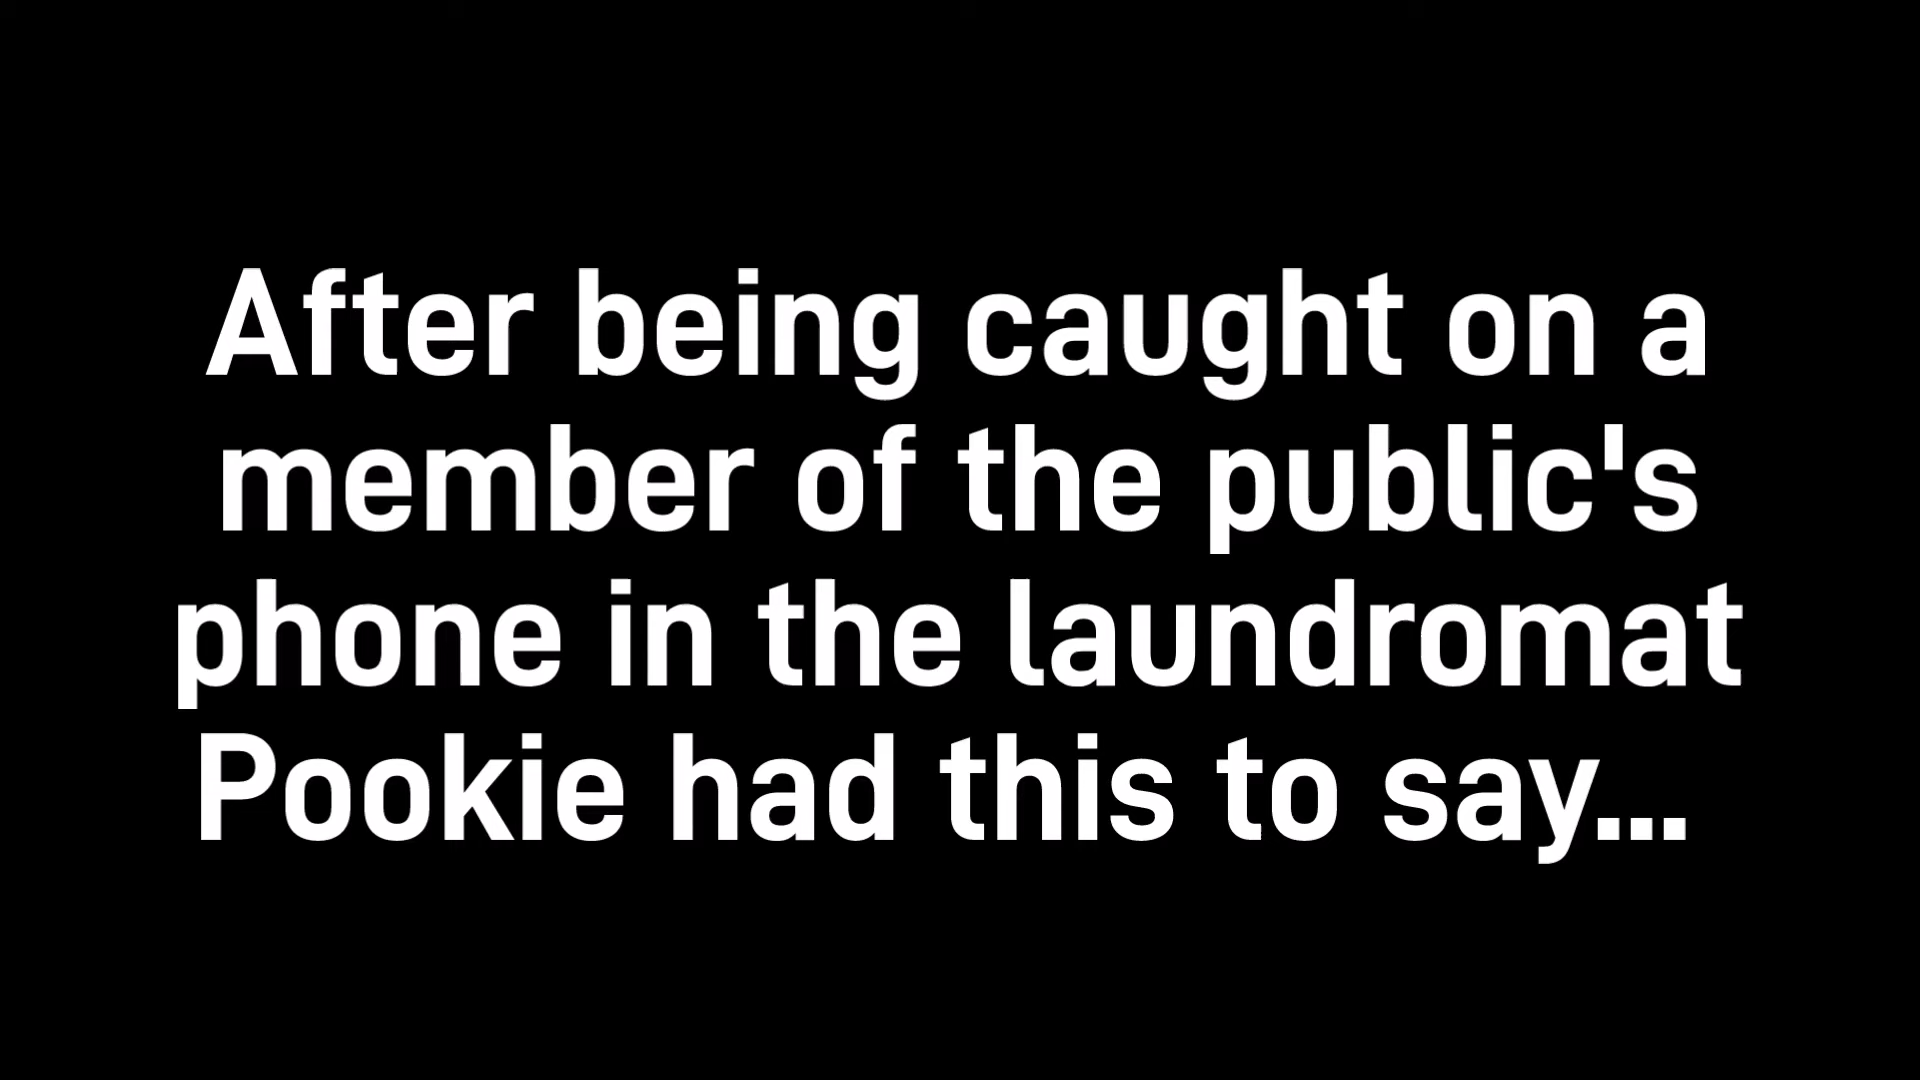 After being caught on a
member of the public's
phone in the laundromat
Pookie had this to say...